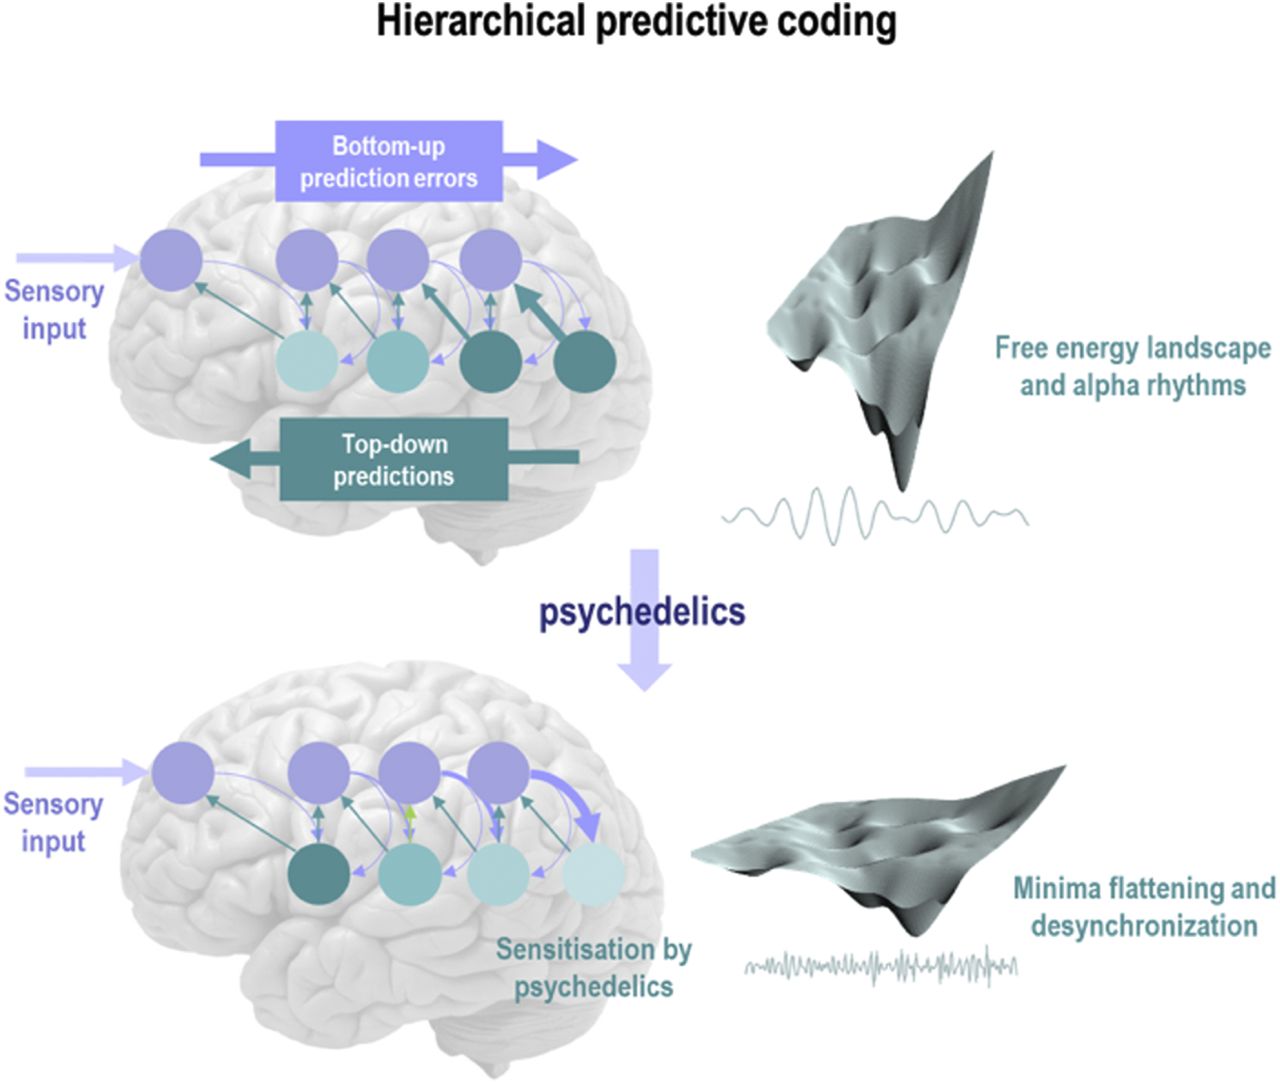 Hierarchical predictive coding
Bottom-up
prediction errors
Sensory
input
Top-down
predictions
Free energy landscape
and alpha rhythms
psychedelics
Sensory
input
Sensitisation by
psychedelics
Minima flattening and
desynchronization